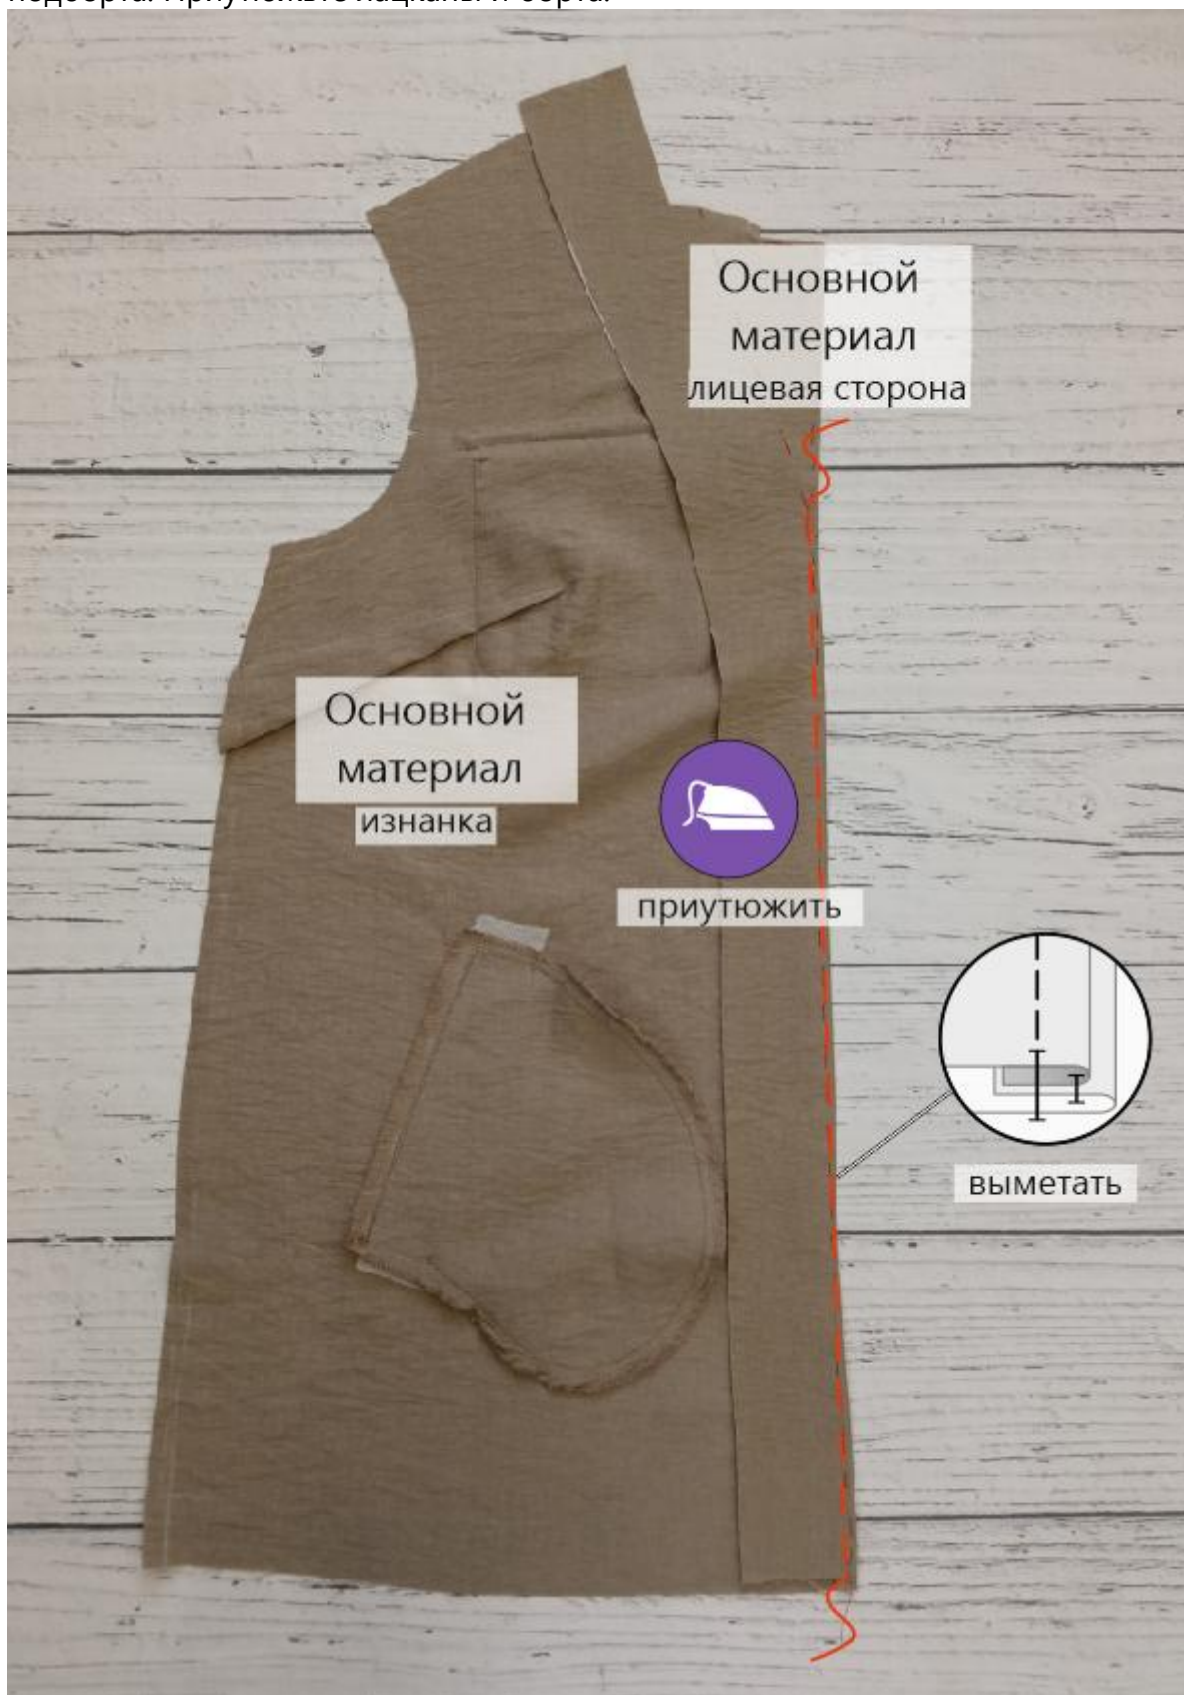 Основной
материал
лицевая сторона
Основной
материал
изнанка
приутюжить
выметать